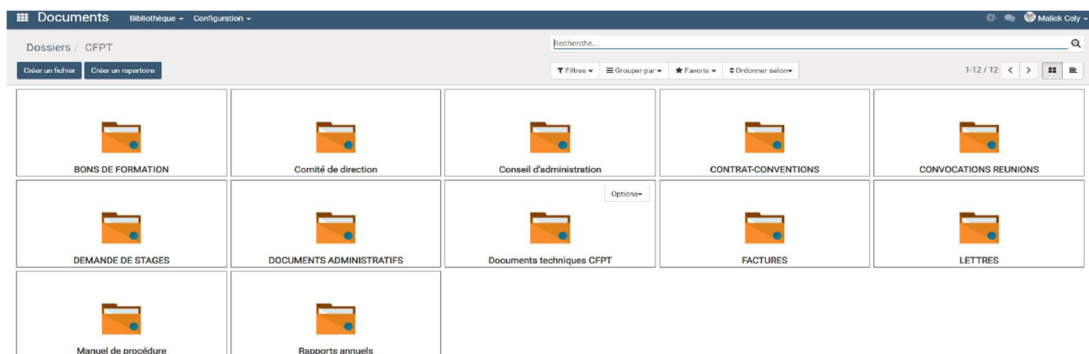 Documents Bibliothèque Configuration Malick Coly
Dossiers / CFPT
Recherche...
Créer un fichier Créer un repertoire
Filtres Grouper par Favoris Ordonner selon 1-12 / 12
BONS DE FORMATION Comité de direction Conseil d'administration CONTRAT-CONVENTIONS CONVOCATIONS REUNIONS
Options
DEMANDE DE STAGES DOCUMENTS ADMINISTRATIFS Documents techniques CFPT FACTURES LETTRES
Manuel de procédure Rapports annuels